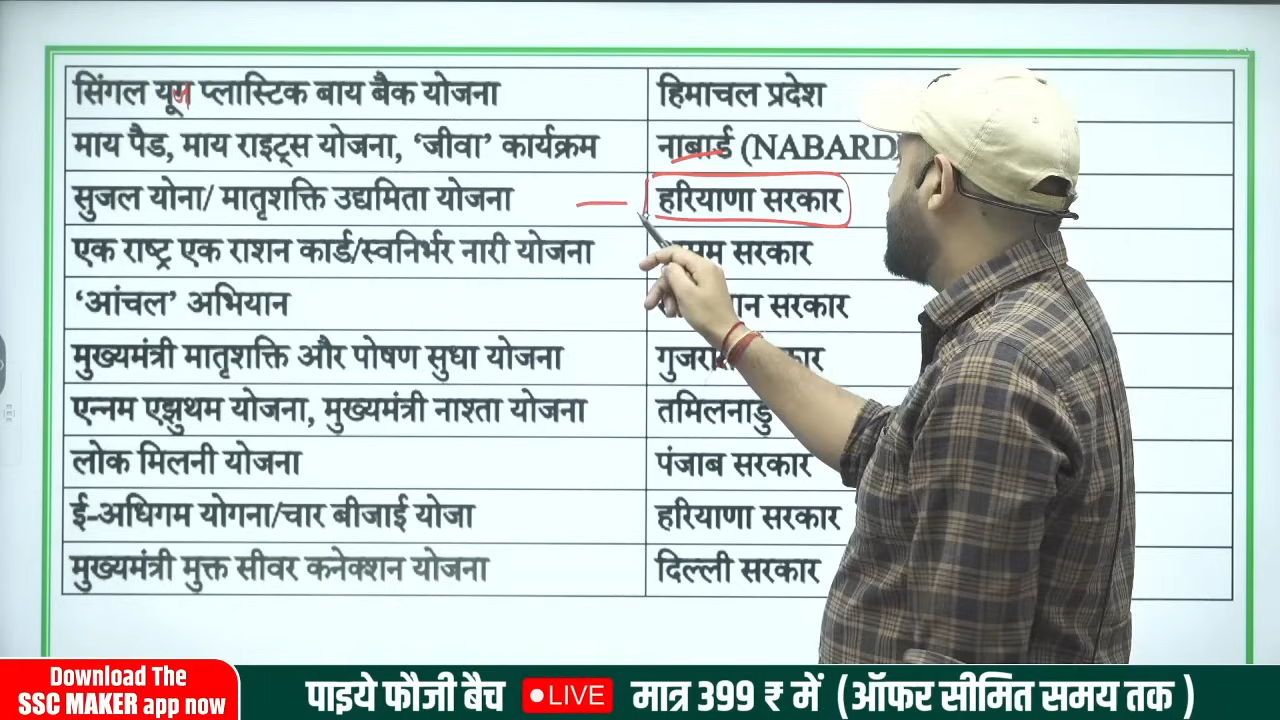 सिंगल यूग प्लास्टिक बाय बैक योजना हिमाचल प्रदेश
माय पैड, माय राइट्स योजना, ‘जीवा’ कार्यक्रम नाबार्ड (NABARD)
सुजल योना/ मातृशक्ति उद्यमिता योजना हरियाणा सरकार
एक राष्ट्र एक राशन कार्ड/स्वनिर्भर नारी योजना सरकार
‘आंचल’ अभियान सरकार
मुख्यमंत्री मातृशक्ति और पोषण सुधा योजना
एन्नम एझुथम योजना, मुख्यमंत्री नाश्ता योजना तमिलनाडु
लोक मिलनी योजना पंजाब सरकार
ई-अधिगम योगना/चार बीजाई योजा हरियाणा सरकार
मुख्यमंत्री मुक्त सीवर कनेक्शन योजना दिल्ली सरकार
Download The
SSC MAKER app now
पाइये फौजी बैच LIVE मात्र 399 ₹ में (ऑफर सीमित समय तक )